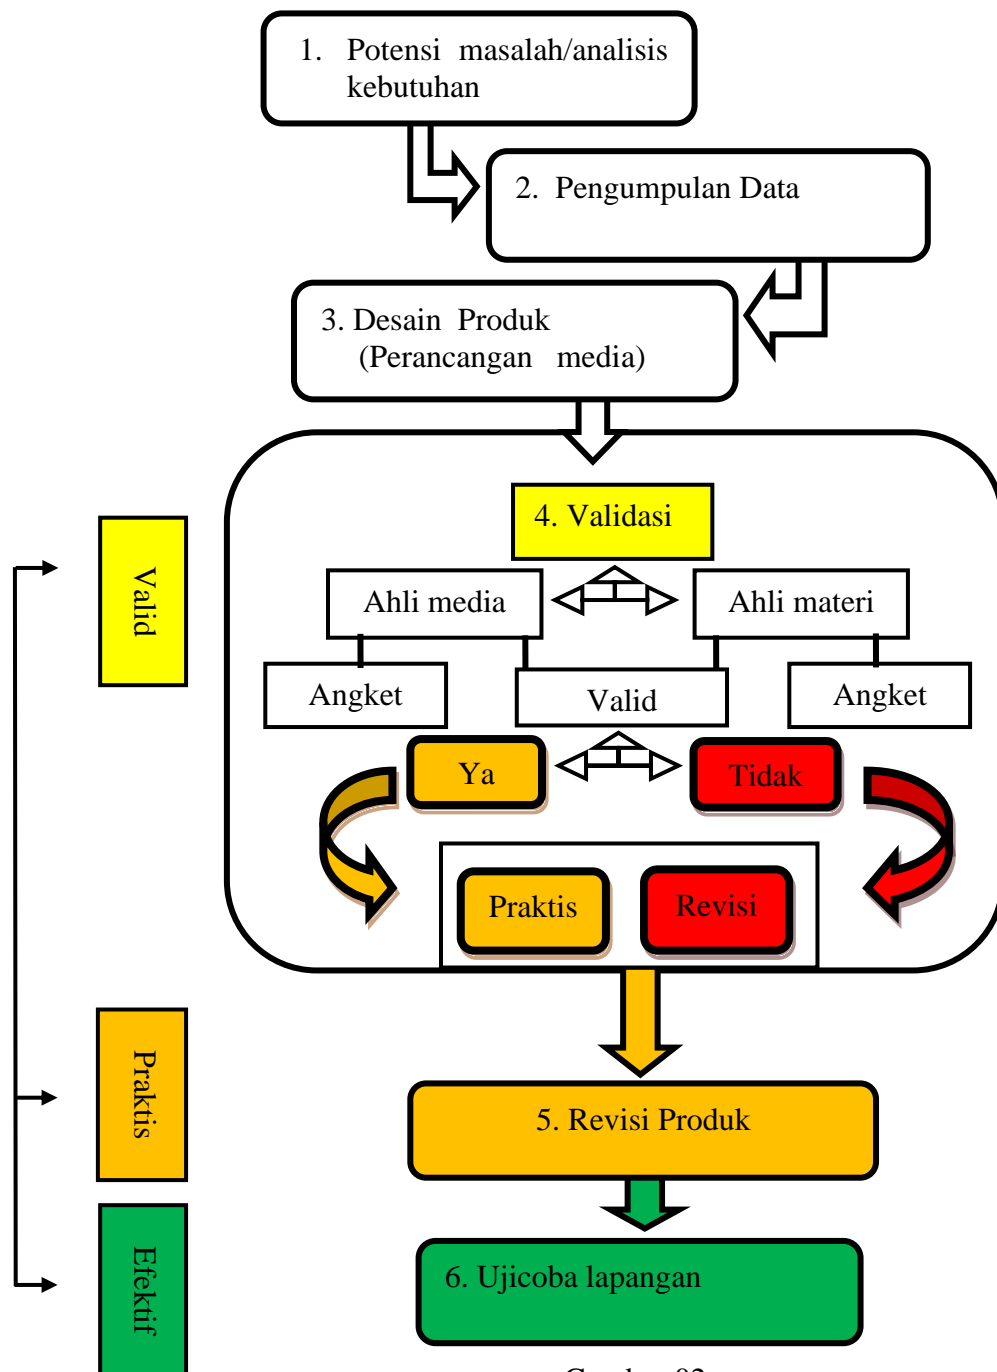 1. Potensi masalah/analisis
kebutuhan
2. Pengumpulan Data
3. Desain Produk
(Perancangan media)
4. Validasi
Valid
Ahli media
Ahli materi
Angket
Valid
Angket
Ya
Tidak
Praktis
Revisi
Praktis
5. Revisi Produk
Efektif
6. Ujicoba lapangan